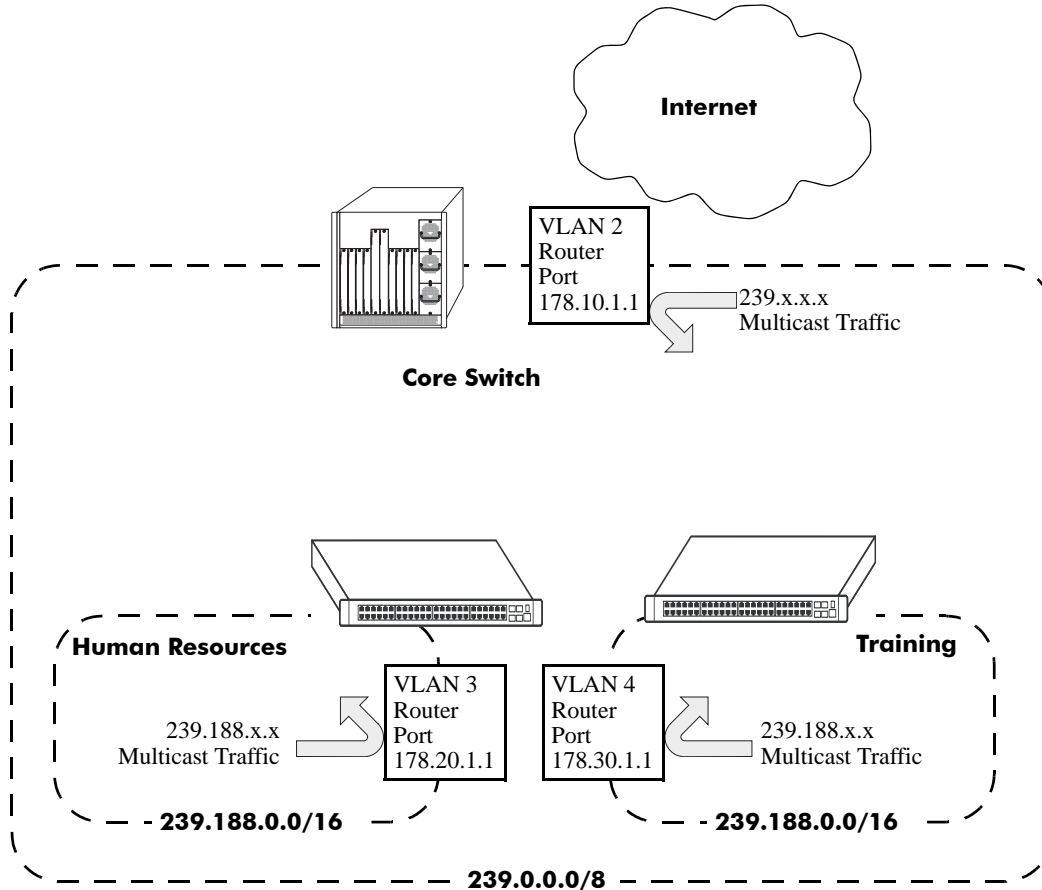 Internet
VLAN 2
Router
Port
178.10.1.1
239.x.x.x
Multicast Traffic
Core Switch
Human Resources
Training
VLAN 3
Router
Port
178.20.1.1
VLAN 4
Router
Port
178.30.1.1
239.188.x.x
Multicast Traffic
239.188.x.x
Multicast Traffic
239.188.0.0/16
239.188.0.0/16
239.0.0.0/8